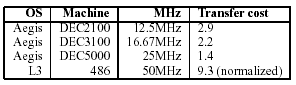 OS Machine MHz Transfer cost
Aegis DEC2100 12.5MHz 2.9
Aegis DEC3100 16.67MHz 2.2
Aegis DEC5000 25MHz 1.4
L3 486 50MHz 9.3 (normalized)